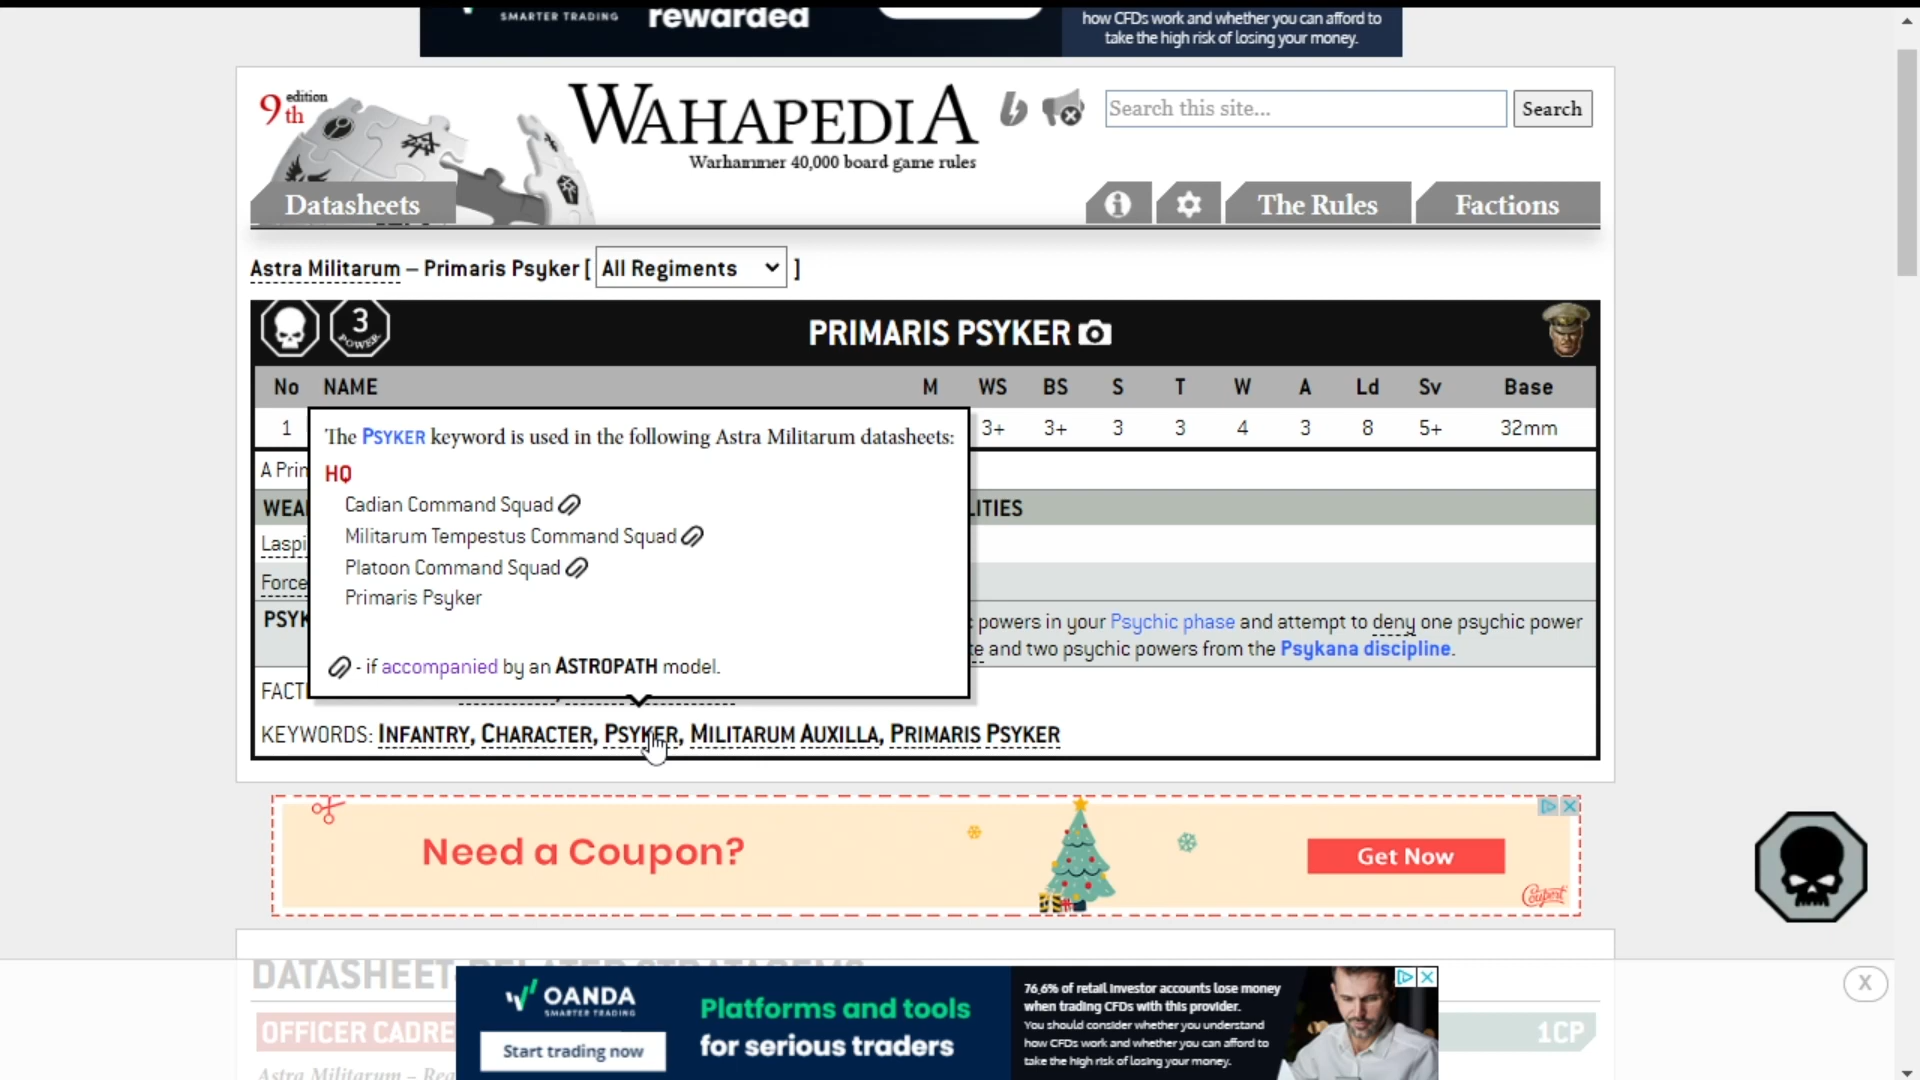 SMARTER TRADING
rewarded
how CFDs work and whether you can afford to
take the high risk of losing your money.
9th edition
WAHAPEDIA
Warhammer 40,000 board game rules
Search this site...
Search
Datasheets
The Rules
Factions
Astra Militarum – Primaris Psyker [ All Regiments ]
3
POWER
PRIMARIS PSYKER
No NAME M WS BS S T W A Ld Sv Base
1 3+ 3+ 3 3 4 3 8 5+ 32mm
The PSYKER keyword is used in the following Astra Militarum datasheets:
HQ
Cadian Command Squad
Militarum Tempestus Command Squad
Platoon Command Squad
Primaris Psyker
- if accompanied by an ASTROPATH model.
A Prin
WEA
LITIES
Laspi
Force
PSYK
powers in your Psychic phase and attempt to deny one psychic power
te and two psychic powers from the Psykana discipline.
FACTI
KEYWORDS: INFANTRY, CHARACTER, PSYKER, MILITARUM AUXILLA, PRIMARIS PSYKER
Need a Coupon?
Get Now
Coupert
DATASHEET-RELATED STRATAGEMS
OFFICER CADRE
1CP
Astra Militarum – Reg
OANDA
SMARTER TRADING
Start trading now
Platforms and tools
for serious traders
76.6% of retail investor accounts lose money
when trading CFDs with this provider.
You should consider whether you understand
how CFDs work and whether you can afford to
take the high risk of losing your money.
X